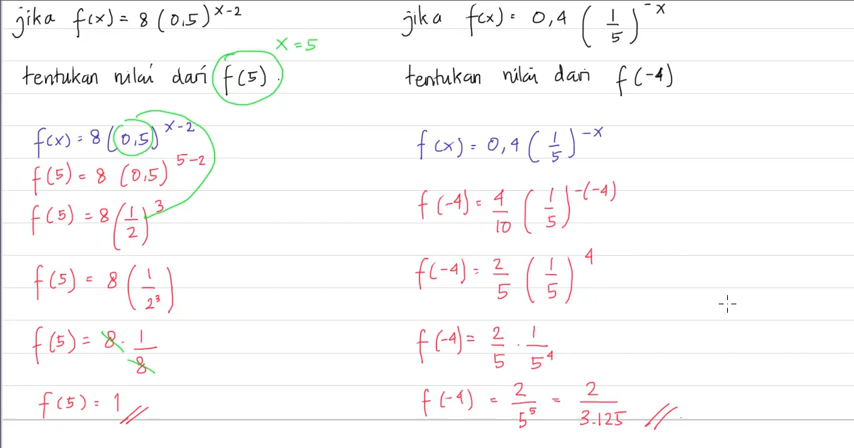 jika f(x) = 8 (0,5)^(x-2)
x = 5
tentukan nilai dari f(5).
f(x) = 8 (0,5)^(x-2)
f(5) = 8 (0,5)^(5-2)
f(5) = 8 (1/2)^3
f(5) = 8 (1/2^3)
f(5) = 8 · 1/8
f(5) = 1 //
jika f(x) = 0,4 (1/5)^(-x)
tentukan nilai dari f(-4)
f(x) = 0,4 (1/5)^(-x)
f(-4) = 4/10 (1/5)^(-(-4))
f(-4) = 2/5 (1/5)^4
f(-4) = 2/5 · 1/5^4
f(-4) = 2/5^5 = 2/3.125 //